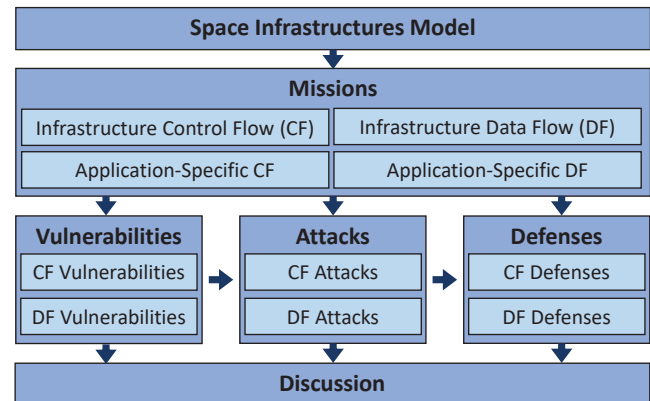 Space Infrastructures Model
Missions
Infrastructure Control Flow (CF)
Infrastructure Data Flow (DF)
Application-Specific CF
Application-Specific DF
Vulnerabilities
CF Vulnerabilities
DF Vulnerabilities
Attacks
CF Attacks
DF Attacks
Defenses
CF Defenses
DF Defenses
Discussion